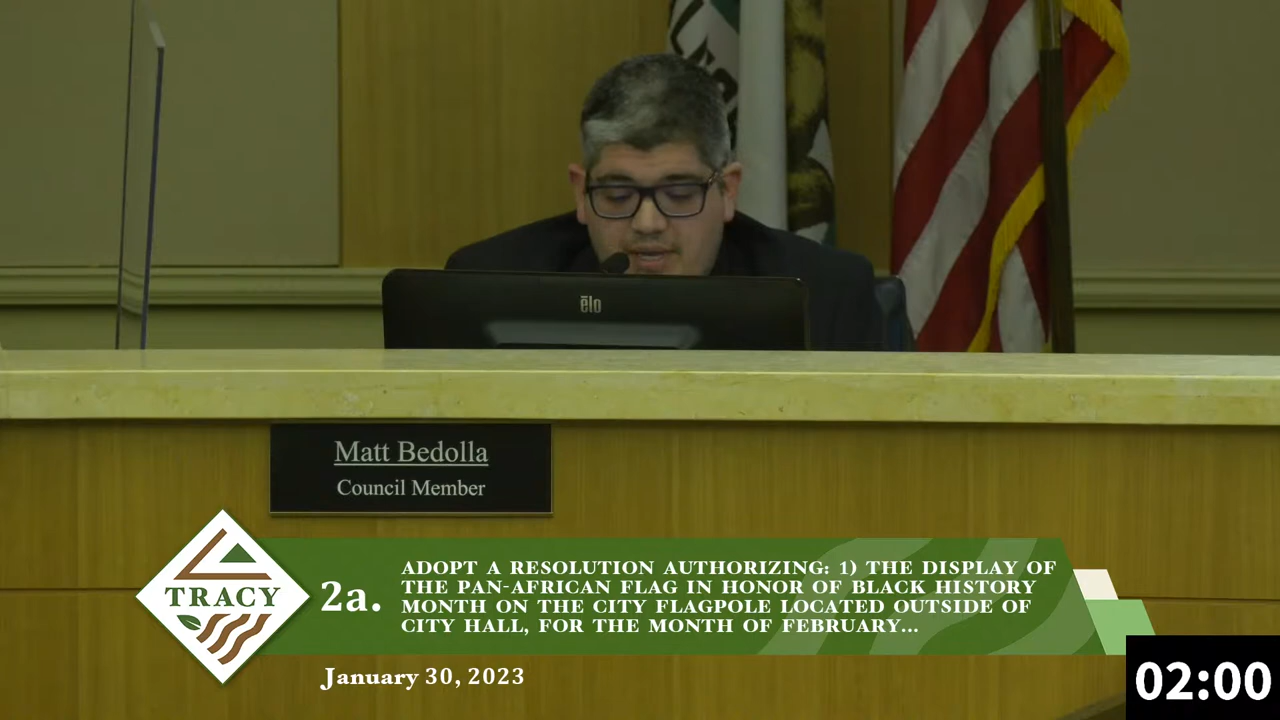 ēlo
Matt Bedolla
Council Member
TRACY
2a.
ADOPT A RESOLUTION AUTHORIZING: 1) THE DISPLAY OF
THE PAN-AFRICAN FLAG IN HONOR OF BLACK HISTORY
MONTH ON THE CITY FLAGPOLE LOCATED OUTSIDE OF
CITY HALL, FOR THE MONTH OF FEBRUARY...
January 30, 2023
02:00